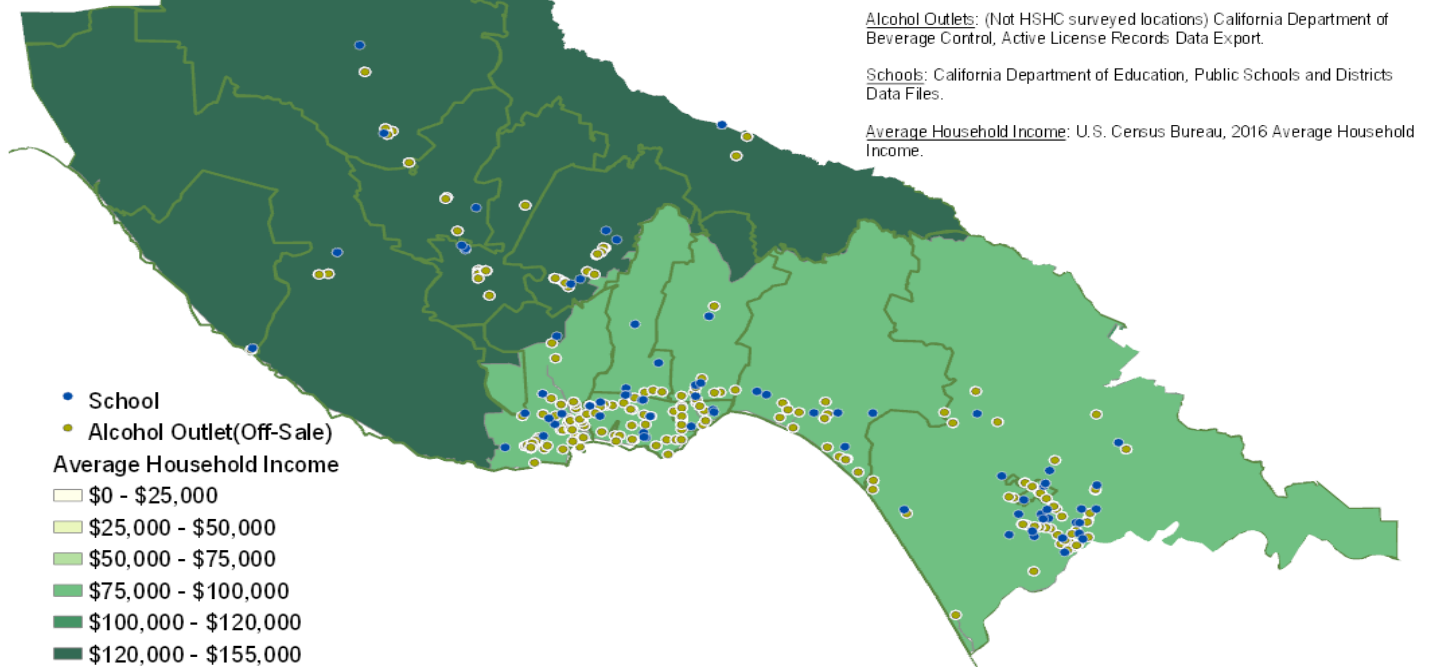 Alcohol Outlets: (Not HSHC surveyed locations) California Department of
Beverage Control, Active License Records Data Export.
Schools: California Department of Education, Public Schools and Districts
Data Files.
Average Household Income: U.S. Census Bureau, 2016 Average Household
Income.
School
Alcohol Outlet(Off-Sale)
Average Household Income
$0 - $25,000
$25,000 - $50,000
$50,000 - $75,000
$75,000 - $100,000
$100,000 - $120,000
$120,000 - $155,000